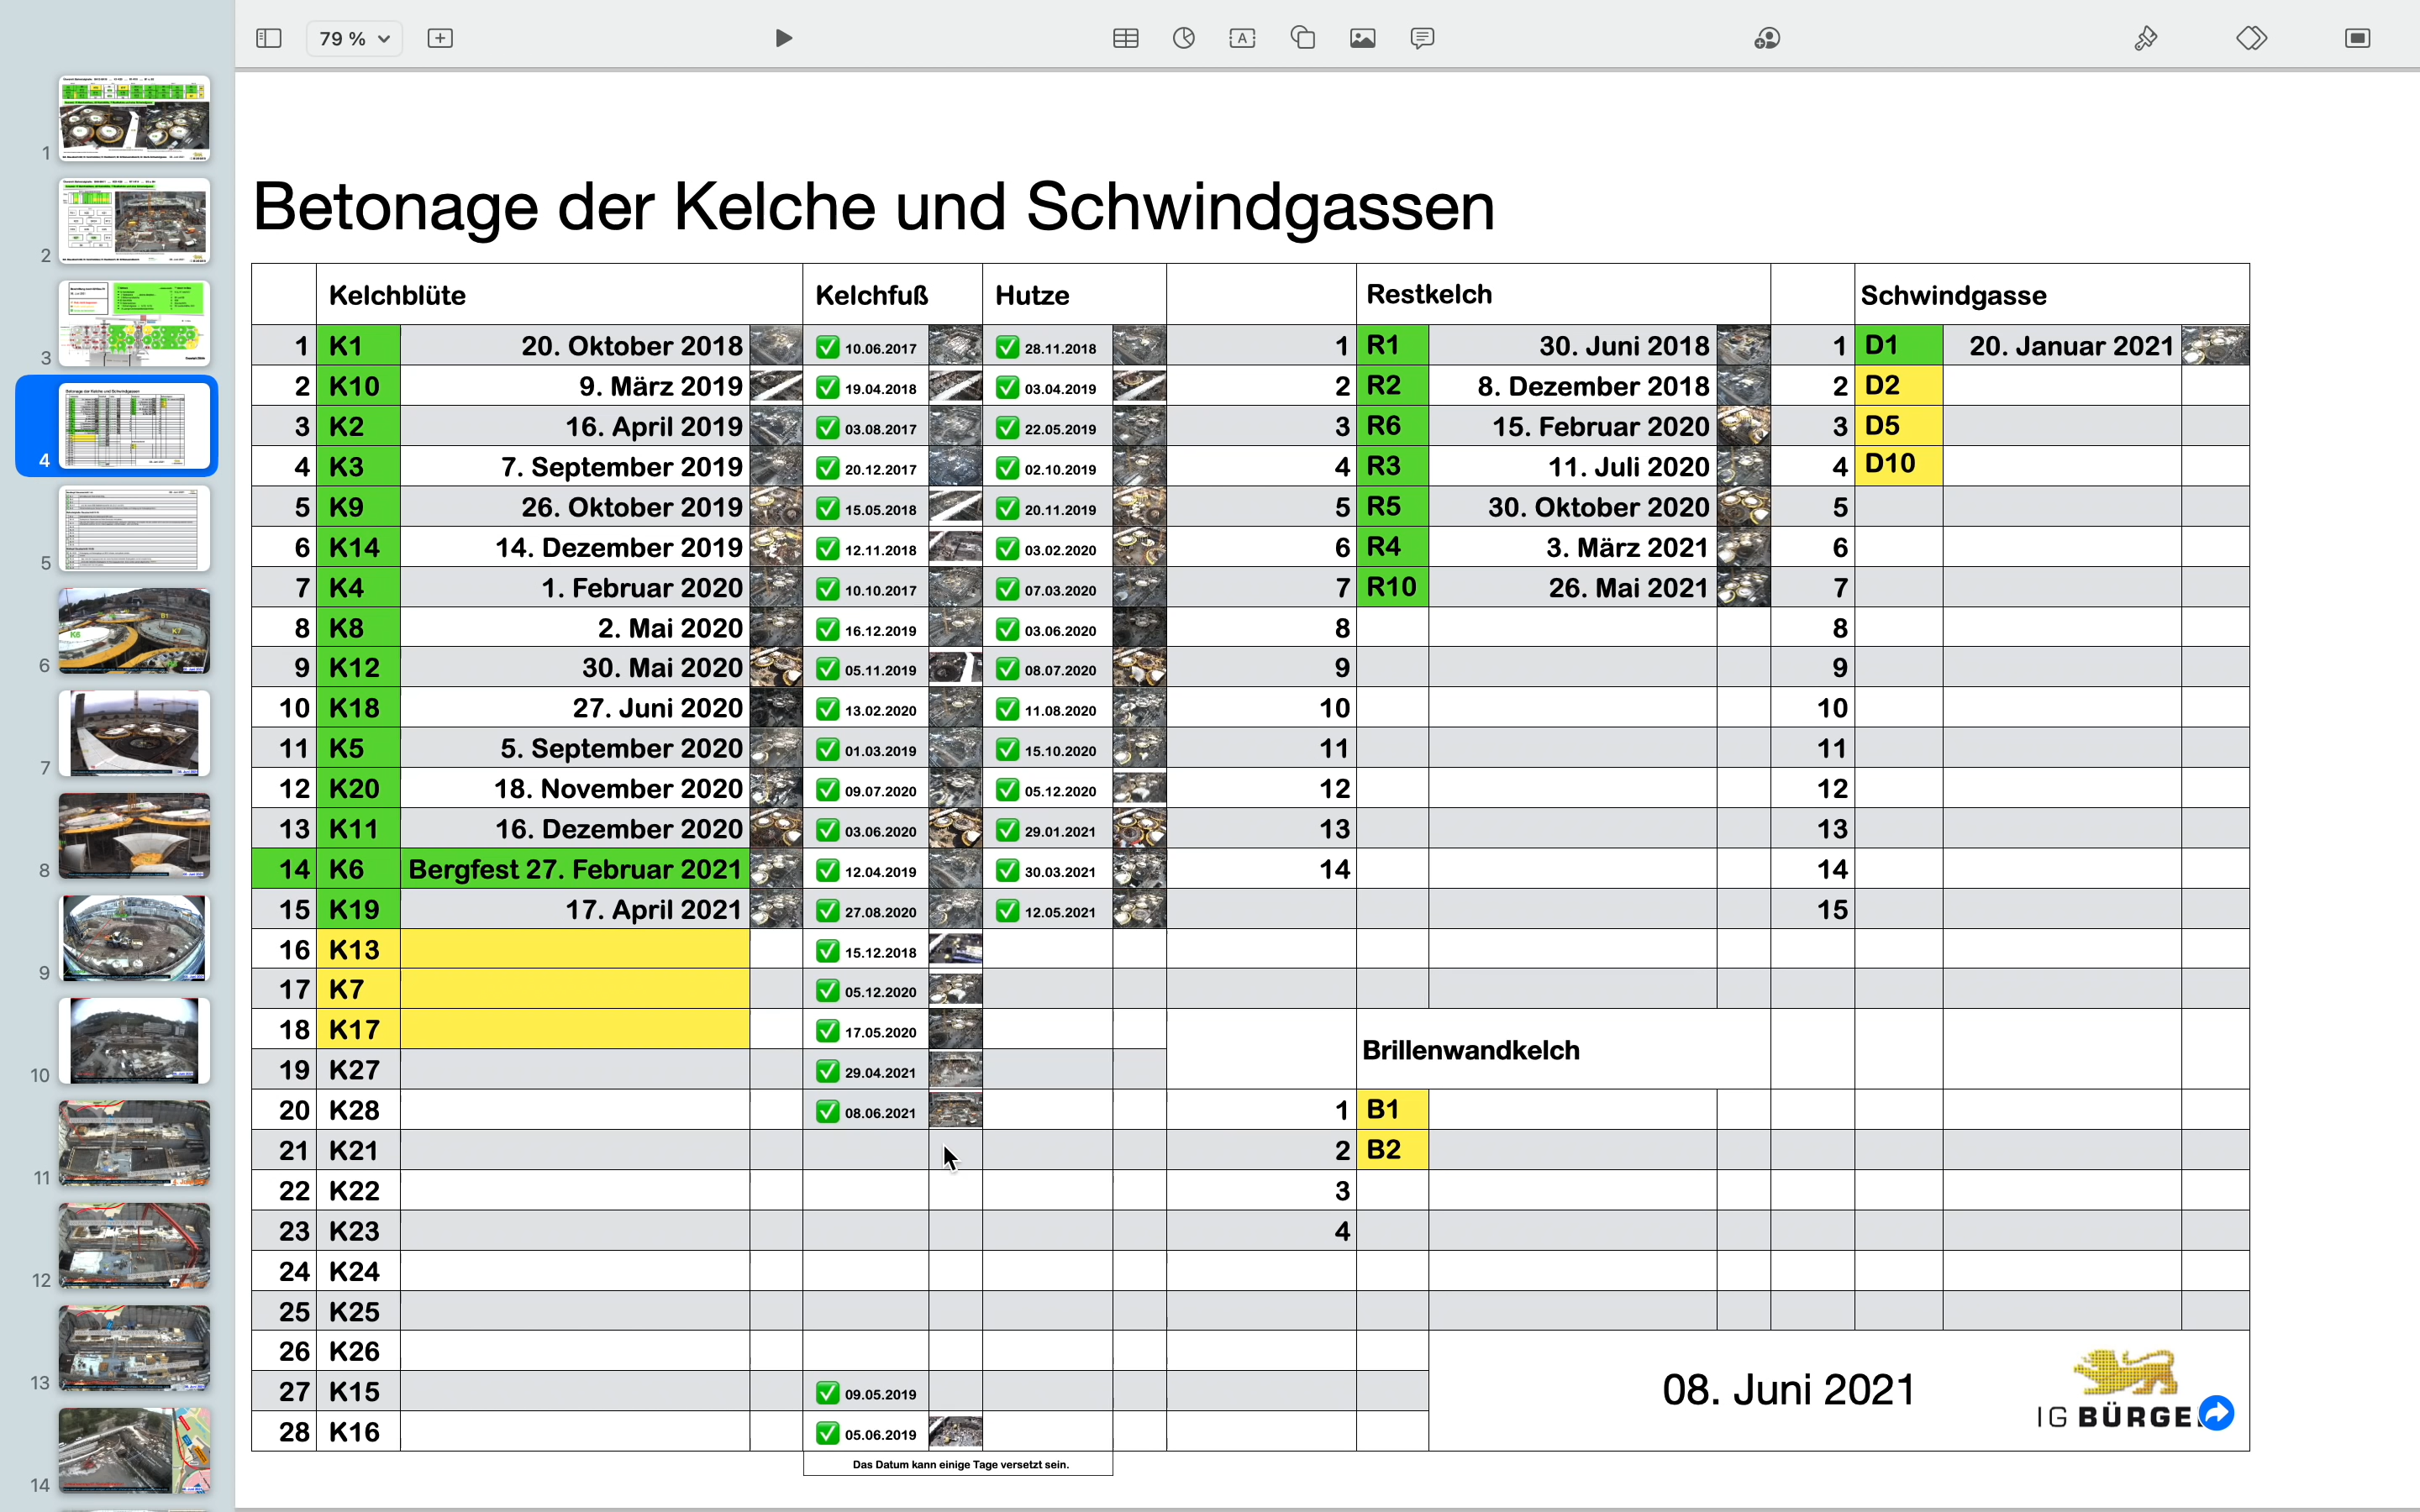 79 %
Betonage der Kelche und Schwindgassen
Kelchblüte Kelchfuß Hutze Restkelch Schwindgasse
1 K1 20. Oktober 2018 ✅ 10.06.2017 ✅ 28.11.2018 1 R1 30. Juni 2018 1 D1 20. Januar 2021
2 K10 9. März 2019 ✅ 19.04.2018 ✅ 03.04.2019 2 R2 8. Dezember 2018 2 D2
3 K2 16. April 2019 ✅ 03.08.2017 ✅ 22.05.2019 3 R6 15. Februar 2020 3 D5
4 K3 7. September 2019 ✅ 20.12.2017 ✅ 02.10.2019 4 R3 11. Juli 2020 4 D10
5 K9 26. Oktober 2019 ✅ 15.05.2018 ✅ 20.11.2019 5 R5 30. Oktober 2020 5
6 K14 14. Dezember 2019 ✅ 12.11.2018 ✅ 03.02.2020 6 R4 3. März 2021 6
7 K4 1. Februar 2020 ✅ 10.10.2017 ✅ 07.03.2020 7 R10 26. Mai 2021 7
8 K8 2. Mai 2020 ✅ 16.12.2019 ✅ 03.06.2020 8 8
9 K12 30. Mai 2020 ✅ 05.11.2019 ✅ 08.07.2020 9 9
10 K18 27. Juni 2020 ✅ 13.02.2020 ✅ 11.08.2020 10 10
11 K5 5. September 2020 ✅ 01.03.2019 ✅ 15.10.2020 11 11
12 K20 18. November 2020 ✅ 09.07.2020 ✅ 05.12.2020 12 12
13 K11 16. Dezember 2020 ✅ 03.06.2020 ✅ 29.01.2021 13 13
14 K6 Bergfest 27. Februar 2021 ✅ 12.04.2019 ✅ 30.03.2021 14 14
15 K19 17. April 2021 ✅ 27.08.2020 ✅ 12.05.2021 15
16 K13 ✅ 15.12.2018
17 K7 ✅ 05.12.2020
18 K17 ✅ 17.05.2020
Brillenwandkelch
19 K27 ✅ 29.04.2021
20 K28 ✅ 08.06.2021 1 B1
21 K21 2 B2
22 K22 3
23 K23 4
24 K24
25 K25
26 K26
27 K15 ✅ 09.05.2019
28 K16 ✅ 05.06.2019
08. Juni 2021
IG BÜRGE
Das Datum kann einige Tage versetzt sein.
1
2
3
4
5
6
7
8
9
10
11
12
13
14